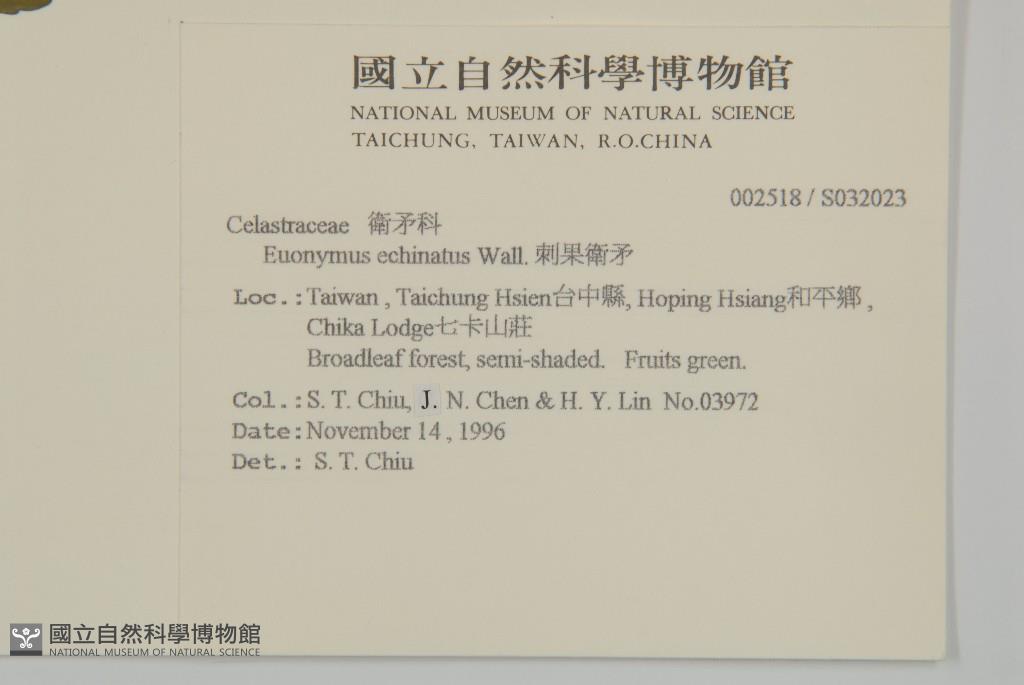 國立自然科學博物館
NATIONAL MUSEUM OF NATURAL SCIENCE
TAICHUNG, TAIWAN, R.O.CHINA
002518 / S032023
Celastraceae 衛矛科
Euonymus echinatus Wall. 刺果衛矛
Loc.: Taiwan , Taichung Hsien台中縣, Hoping Hsiang和平鄉 ,
Chika Lodge七卡山莊
Broadleaf forest, semi-shaded. Fruits green.
Col.: S. T. Chiu, J. N. Chen & H. Y. Lin No.03972
Date: November 14 , 1996
Det.: S. T. Chiu
國立自然科學博物館
NATIONAL MUSEUM OF NATURAL SCIENCE